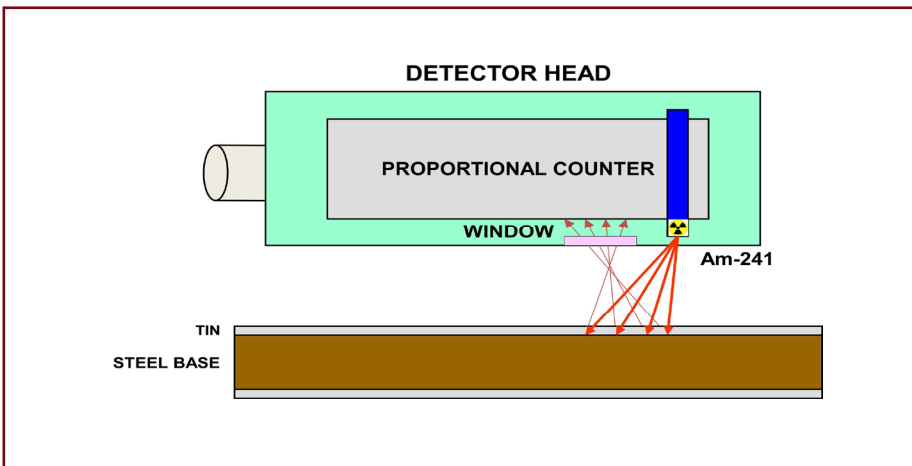 DETECTOR HEAD
PROPORTIONAL COUNTER
WINDOW
Am-241
TIN
STEEL BASE